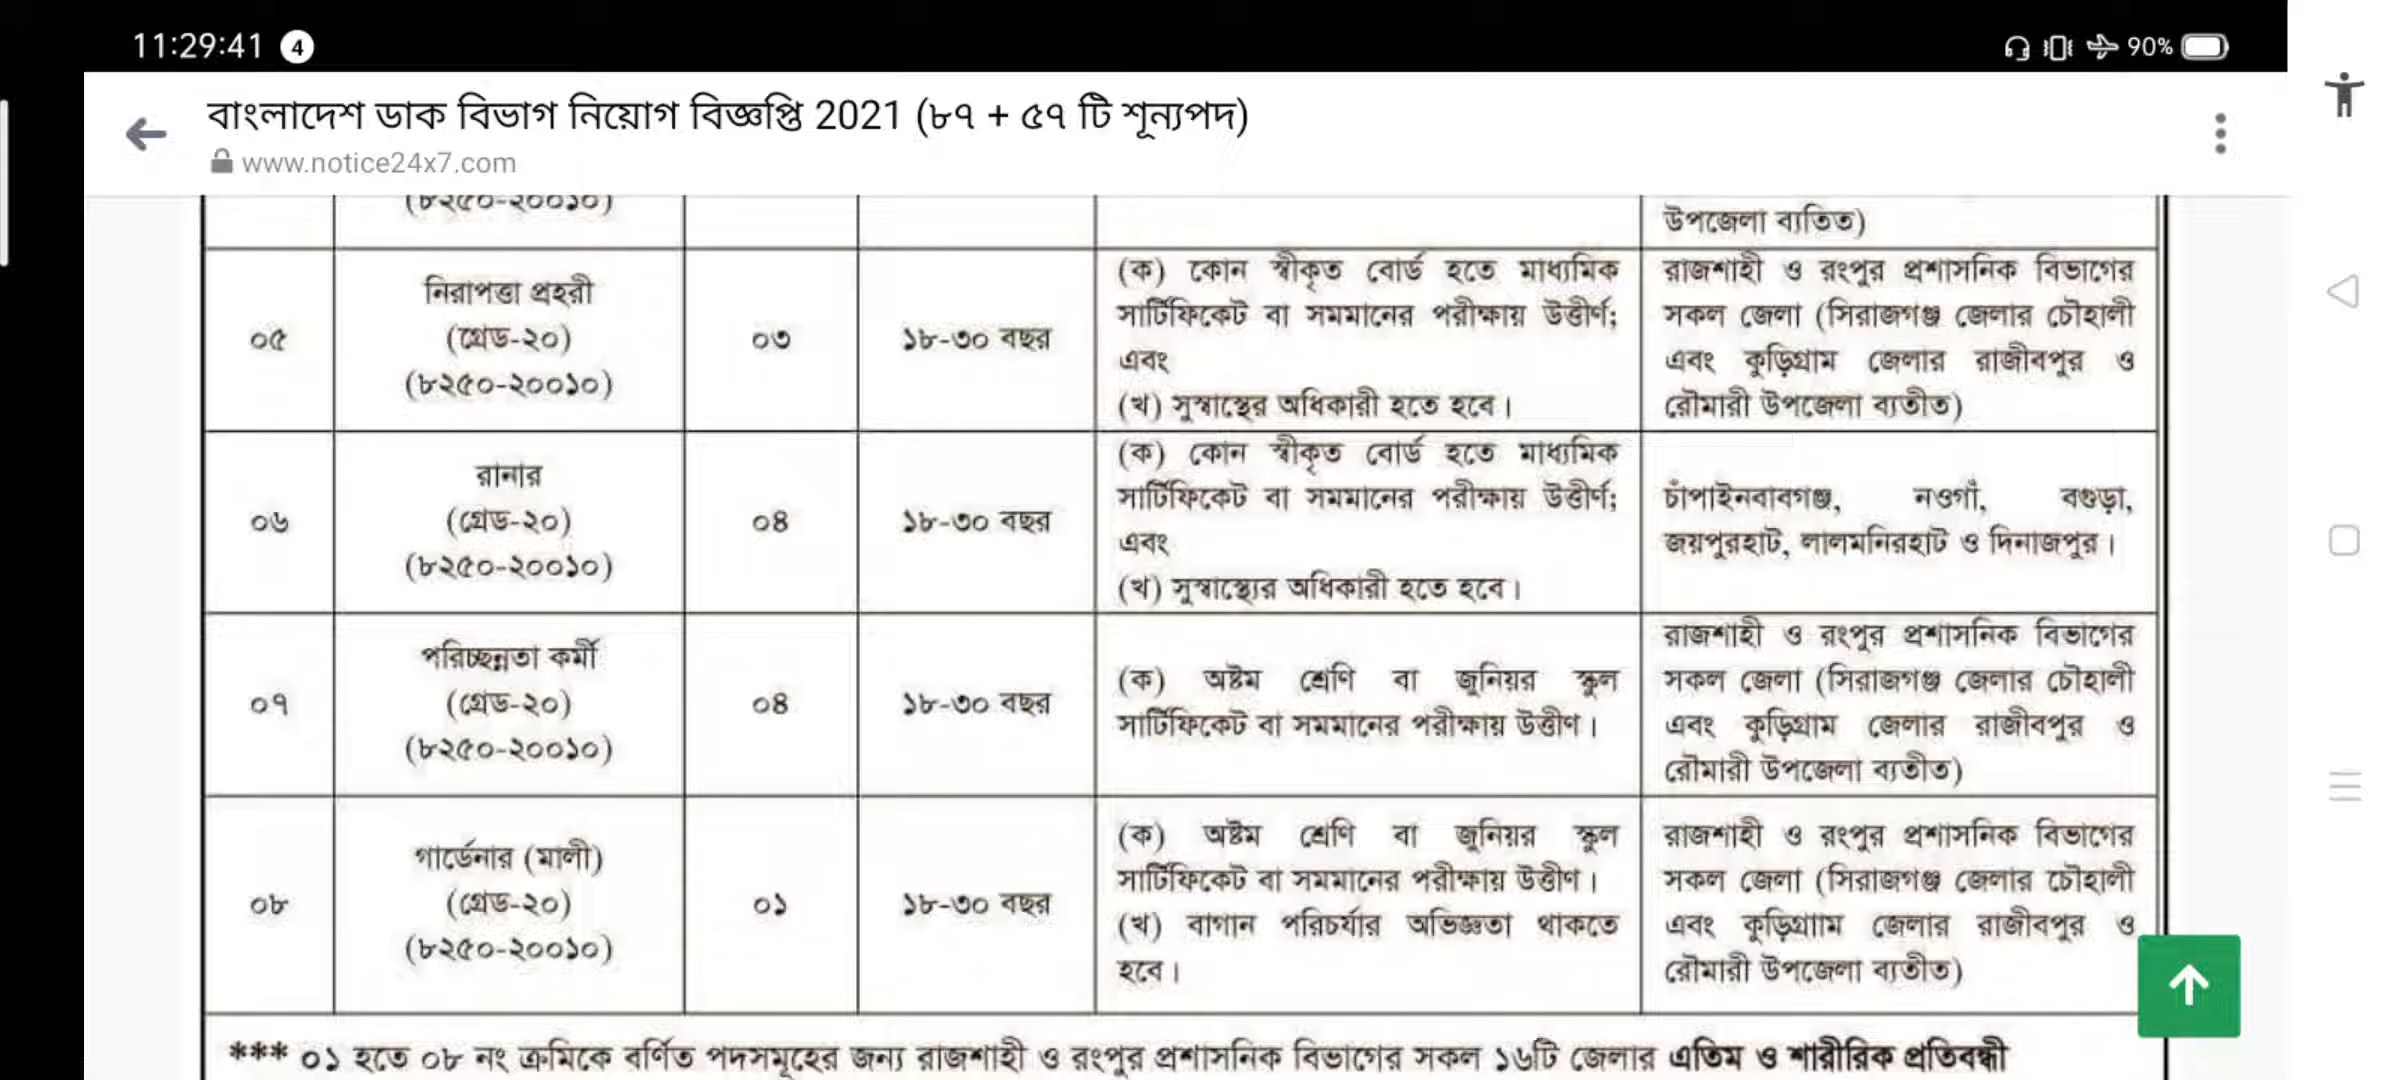 11:29:41 4
90%
বাংলাদেশ ডাক বিভাগ নিয়োগ বিজ্ঞপ্তি 2021 (৮৭ + ৫৭ টি শূন্যপদ)
www.notice24x7.com
(৮২৫০-২০০১০)
উপজেলা ব্যতিত)
০৫
নিরাপত্তা প্রহরী
(গ্রেড-২০)
(৮২৫০-২০০১০)
০৩
১৮-৩০ বছর
(ক) কোন স্বীকৃত বোর্ড হতে মাধ্যমিক
সার্টিফিকেট বা সমমানের পরীক্ষায় উত্তীর্ণ;
এবং
(খ) সুস্বাস্থের অধিকারী হতে হবে।
রাজশাহী ও রংপুর প্রশাসনিক বিভাগের
সকল জেলা (সিরাজগঞ্জ জেলার চৌহালী
এবং কুড়িগ্রাম জেলার রাজীবপুর ও
রৌমারী উপজেলা ব্যতীত)
০৬
রানার
(গ্রেড-২০)
(৮২৫০-২০০১০)
০৪
১৮-৩০ বছর
(ক) কোন স্বীকৃত বোর্ড হতে মাধ্যমিক
সার্টিফিকেট বা সমমানের পরীক্ষায় উত্তীর্ণ;
এবং
(খ) সুস্বাস্থ্যের অধিকারী হতে হবে।
চাঁপাইনবাবগঞ্জ, নওগাঁ, বগুড়া,
জয়পুরহাট, লালমনিরহাট ও দিনাজপুর।
০৭
পরিচ্ছন্নতা কর্মী
(গ্রেড-২০)
(৮২৫০-২০০১০)
০৪
১৮-৩০ বছর
(ক) অষ্টম শ্রেণি বা জুনিয়র স্কুল
সার্টিফিকেট বা সমমানের পরীক্ষায় উত্তীণ।
রাজশাহী ও রংপুর প্রশাসনিক বিভাগের
সকল জেলা (সিরাজগঞ্জ জেলার চৌহালী
এবং কুড়িগ্রাম জেলার রাজীবপুর ও
রৌমারী উপজেলা ব্যতীত)
০৮
গার্ডেনার (মালী)
(গ্রেড-২০)
(৮২৫০-২০০১০)
০১
১৮-৩০ বছর
(ক) অষ্টম শ্রেণি বা জুনিয়র স্কুল
সার্টিফিকেট বা সমমানের পরীক্ষায় উত্তীণ।
(খ) বাগান পরিচর্যার অভিজ্ঞতা থাকতে
হবে।
রাজশাহী ও রংপুর প্রশাসনিক বিভাগের
সকল জেলা (সিরাজগঞ্জ জেলার চৌহালী
এবং কুড়িগ্রাাম জেলার রাজীবপুর ও
রৌমারী উপজেলা ব্যতীত)
*** ০১ হতে ০৮ নং ক্রমিকে বর্ণিত পদসমূহের জন্য রাজশাহী ও রংপুর প্রশাসনিক বিভাগের সকল ১৬টি জেলার এতিম ও শারীরিক প্রতিবন্ধী